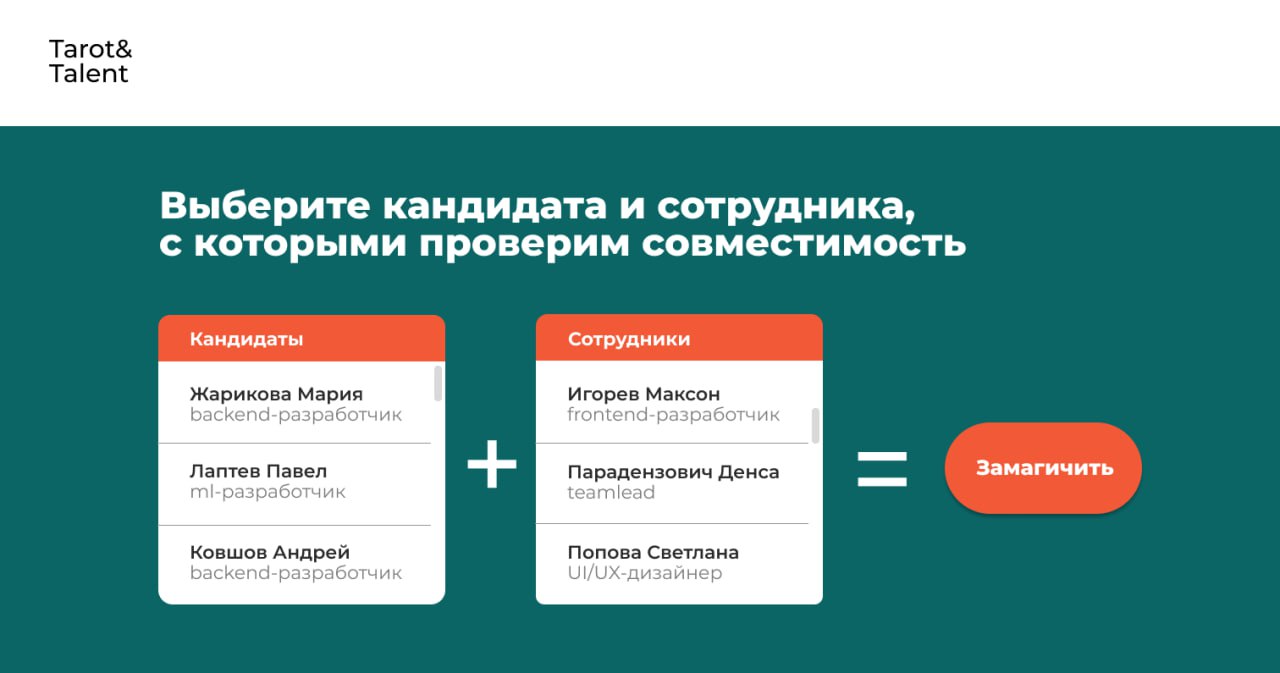 Tarot&
Talent
Выберите кандидата и сотрудника,
с которыми проверим совместимость
Кандидаты
Жарикова Мария
backend-разработчик
Лаптев Павел
ml-разработчик
Ковшов Андрей
backend-разработчик
+
Сотрудники
Игорев Максон
frontend-разработчик
Парадензович Денса
teamlead
Попова Светлана
UI/UX-дизайнер
=
Замагичить